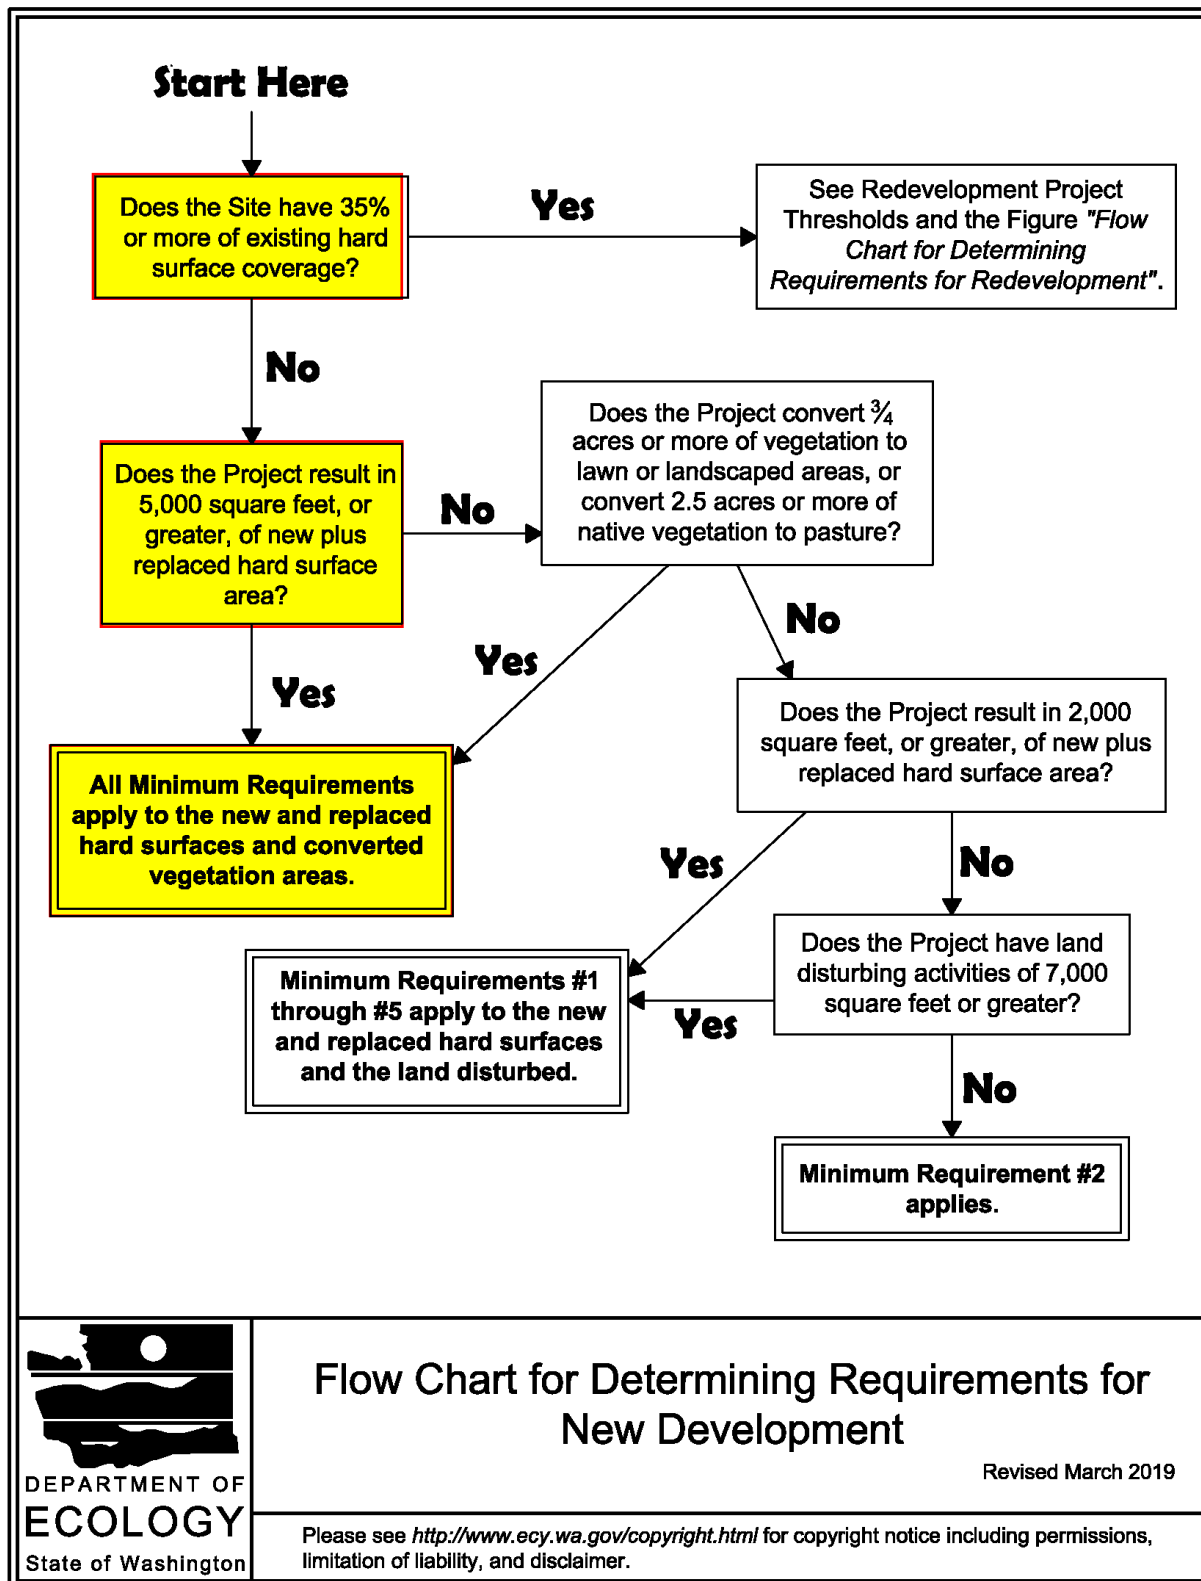 Start Here
Does the Site have 35%
or more of existing hard
surface coverage?
Yes
See Redevelopment Project
Thresholds and the Figure "Flow
Chart for Determining
Requirements for Redevelopment".
No
Does the Project result in
5,000 square feet, or
greater, of new plus
replaced hard surface
area?
No
Does the Project convert ¾
acres or more of vegetation to
lawn or landscaped areas, or
convert 2.5 acres or more of
native vegetation to pasture?
Yes
Yes
No
All Minimum Requirements
apply to the new and replaced
hard surfaces and converted
vegetation areas.
Does the Project result in 2,000
square feet, or greater, of new plus
replaced hard surface area?
Yes
No
Minimum Requirements #1
through #5 apply to the new
and replaced hard surfaces
and the land disturbed.
Yes
Does the Project have land
disturbing activities of 7,000
square feet or greater?
No
Minimum Requirement #2
applies.
DEPARTMENT OF
ECOLOGY
State of Washington
Flow Chart for Determining Requirements for
New Development
Revised March 2019
Please see http://www.ecy.wa.gov/copyright.html for copyright notice including permissions,
limitation of liability, and disclaimer.